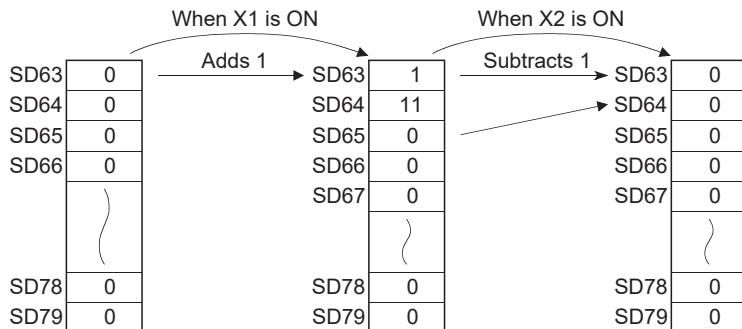 When X1 is ON When X2 is ON
SD63 0 Adds 1 SD63 1 Subtracts 1 SD63 0
SD64 0 SD64 11 SD64 0
SD65 0 SD65 0 SD65 0
SD66 0 SD66 0 SD66 0
SD67 0 SD67 0
SD78 0 SD78 0 SD78 0
SD79 0 SD79 0 SD79 0